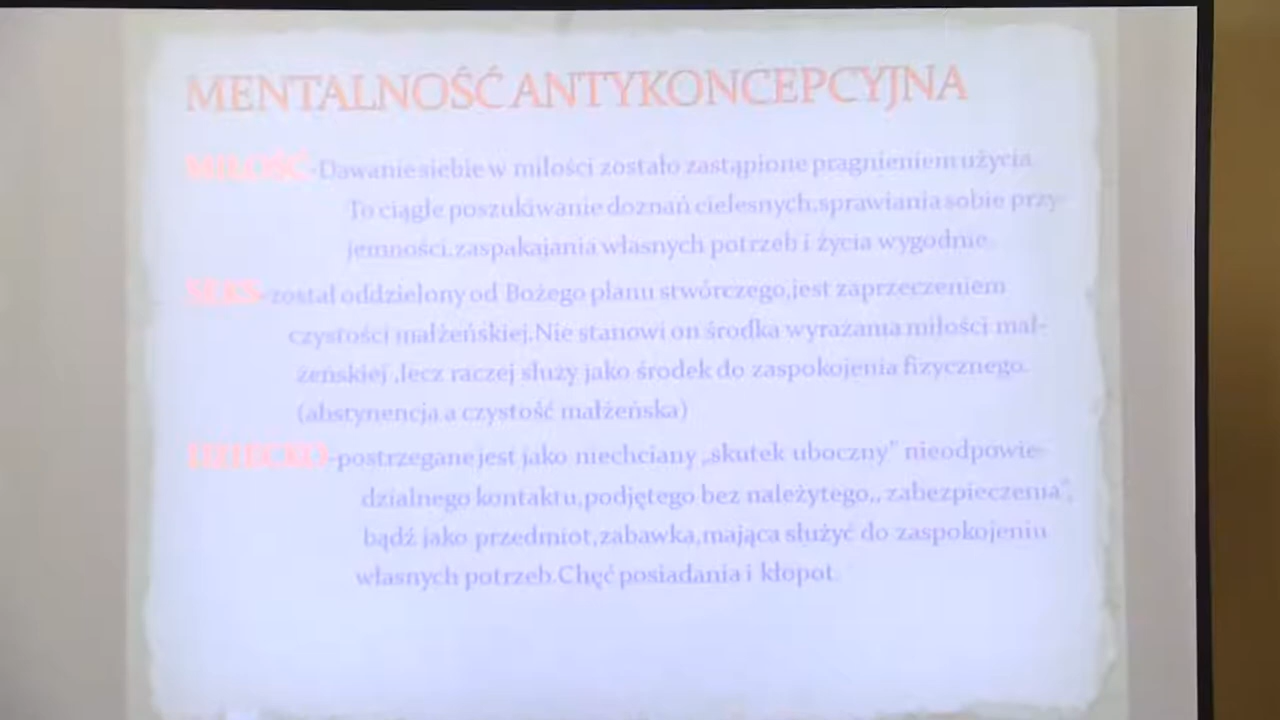 MENTALNOŚĆ ANTYKONCEPCYJNA
MIŁOŚĆ-Dawanie siebie w miłości zostało zastąpione pragnieniem użycia.
To ciągłe poszukiwanie doznań cielesnych,sprawiania sobie przy-
jemności,zaspakajania własnych potrzeb i życia wygodnie.
SEKS-został oddzielony od Bożego planu stwórczego,jest zaprzeczeniem
czystości małżeńskiej.Nie stanowi on środka wyrażania miłości mał-
żeńskiej ,lecz raczej służy jako środek do zaspokojenia fizycznego.
(abstynencja a czystość małżeńska)
DZIECKO-postrzegane jest jako niechciany „skutek uboczny" nieodpowie-
dzialnego kontaktu,podjętego bez należytego,, zabezpieczenia",
bądź jako przedmiot,zabawka,mająca służyć do zaspokojeniu
własnych potrzeb.Chęć posiadania i kłopot.